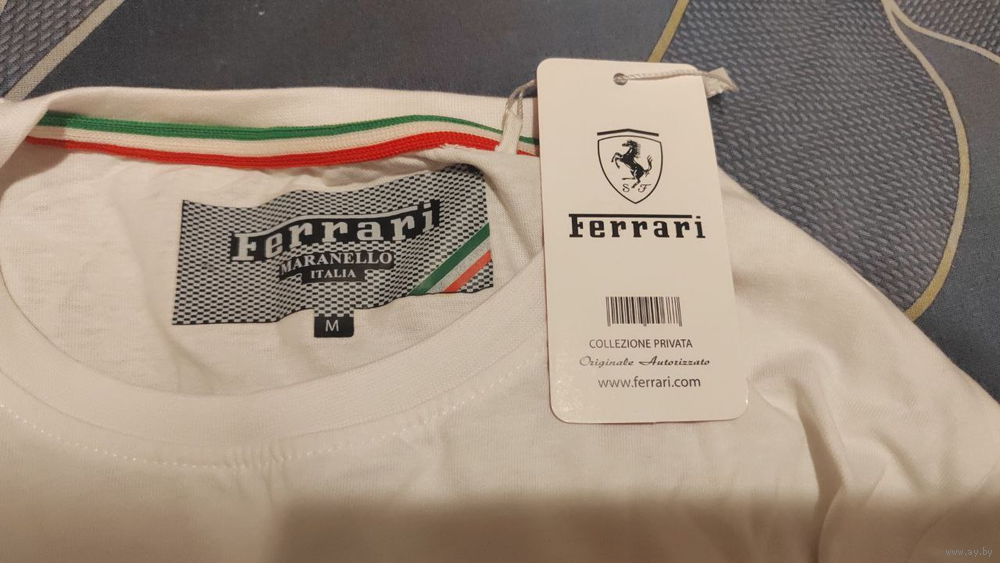 Ferrari
MARANELLO
ITALIA
M
S F
Ferrari
COLLEZIONE PRIVATA
Originale Autorizzato
www.ferrari.com
www.ay.by